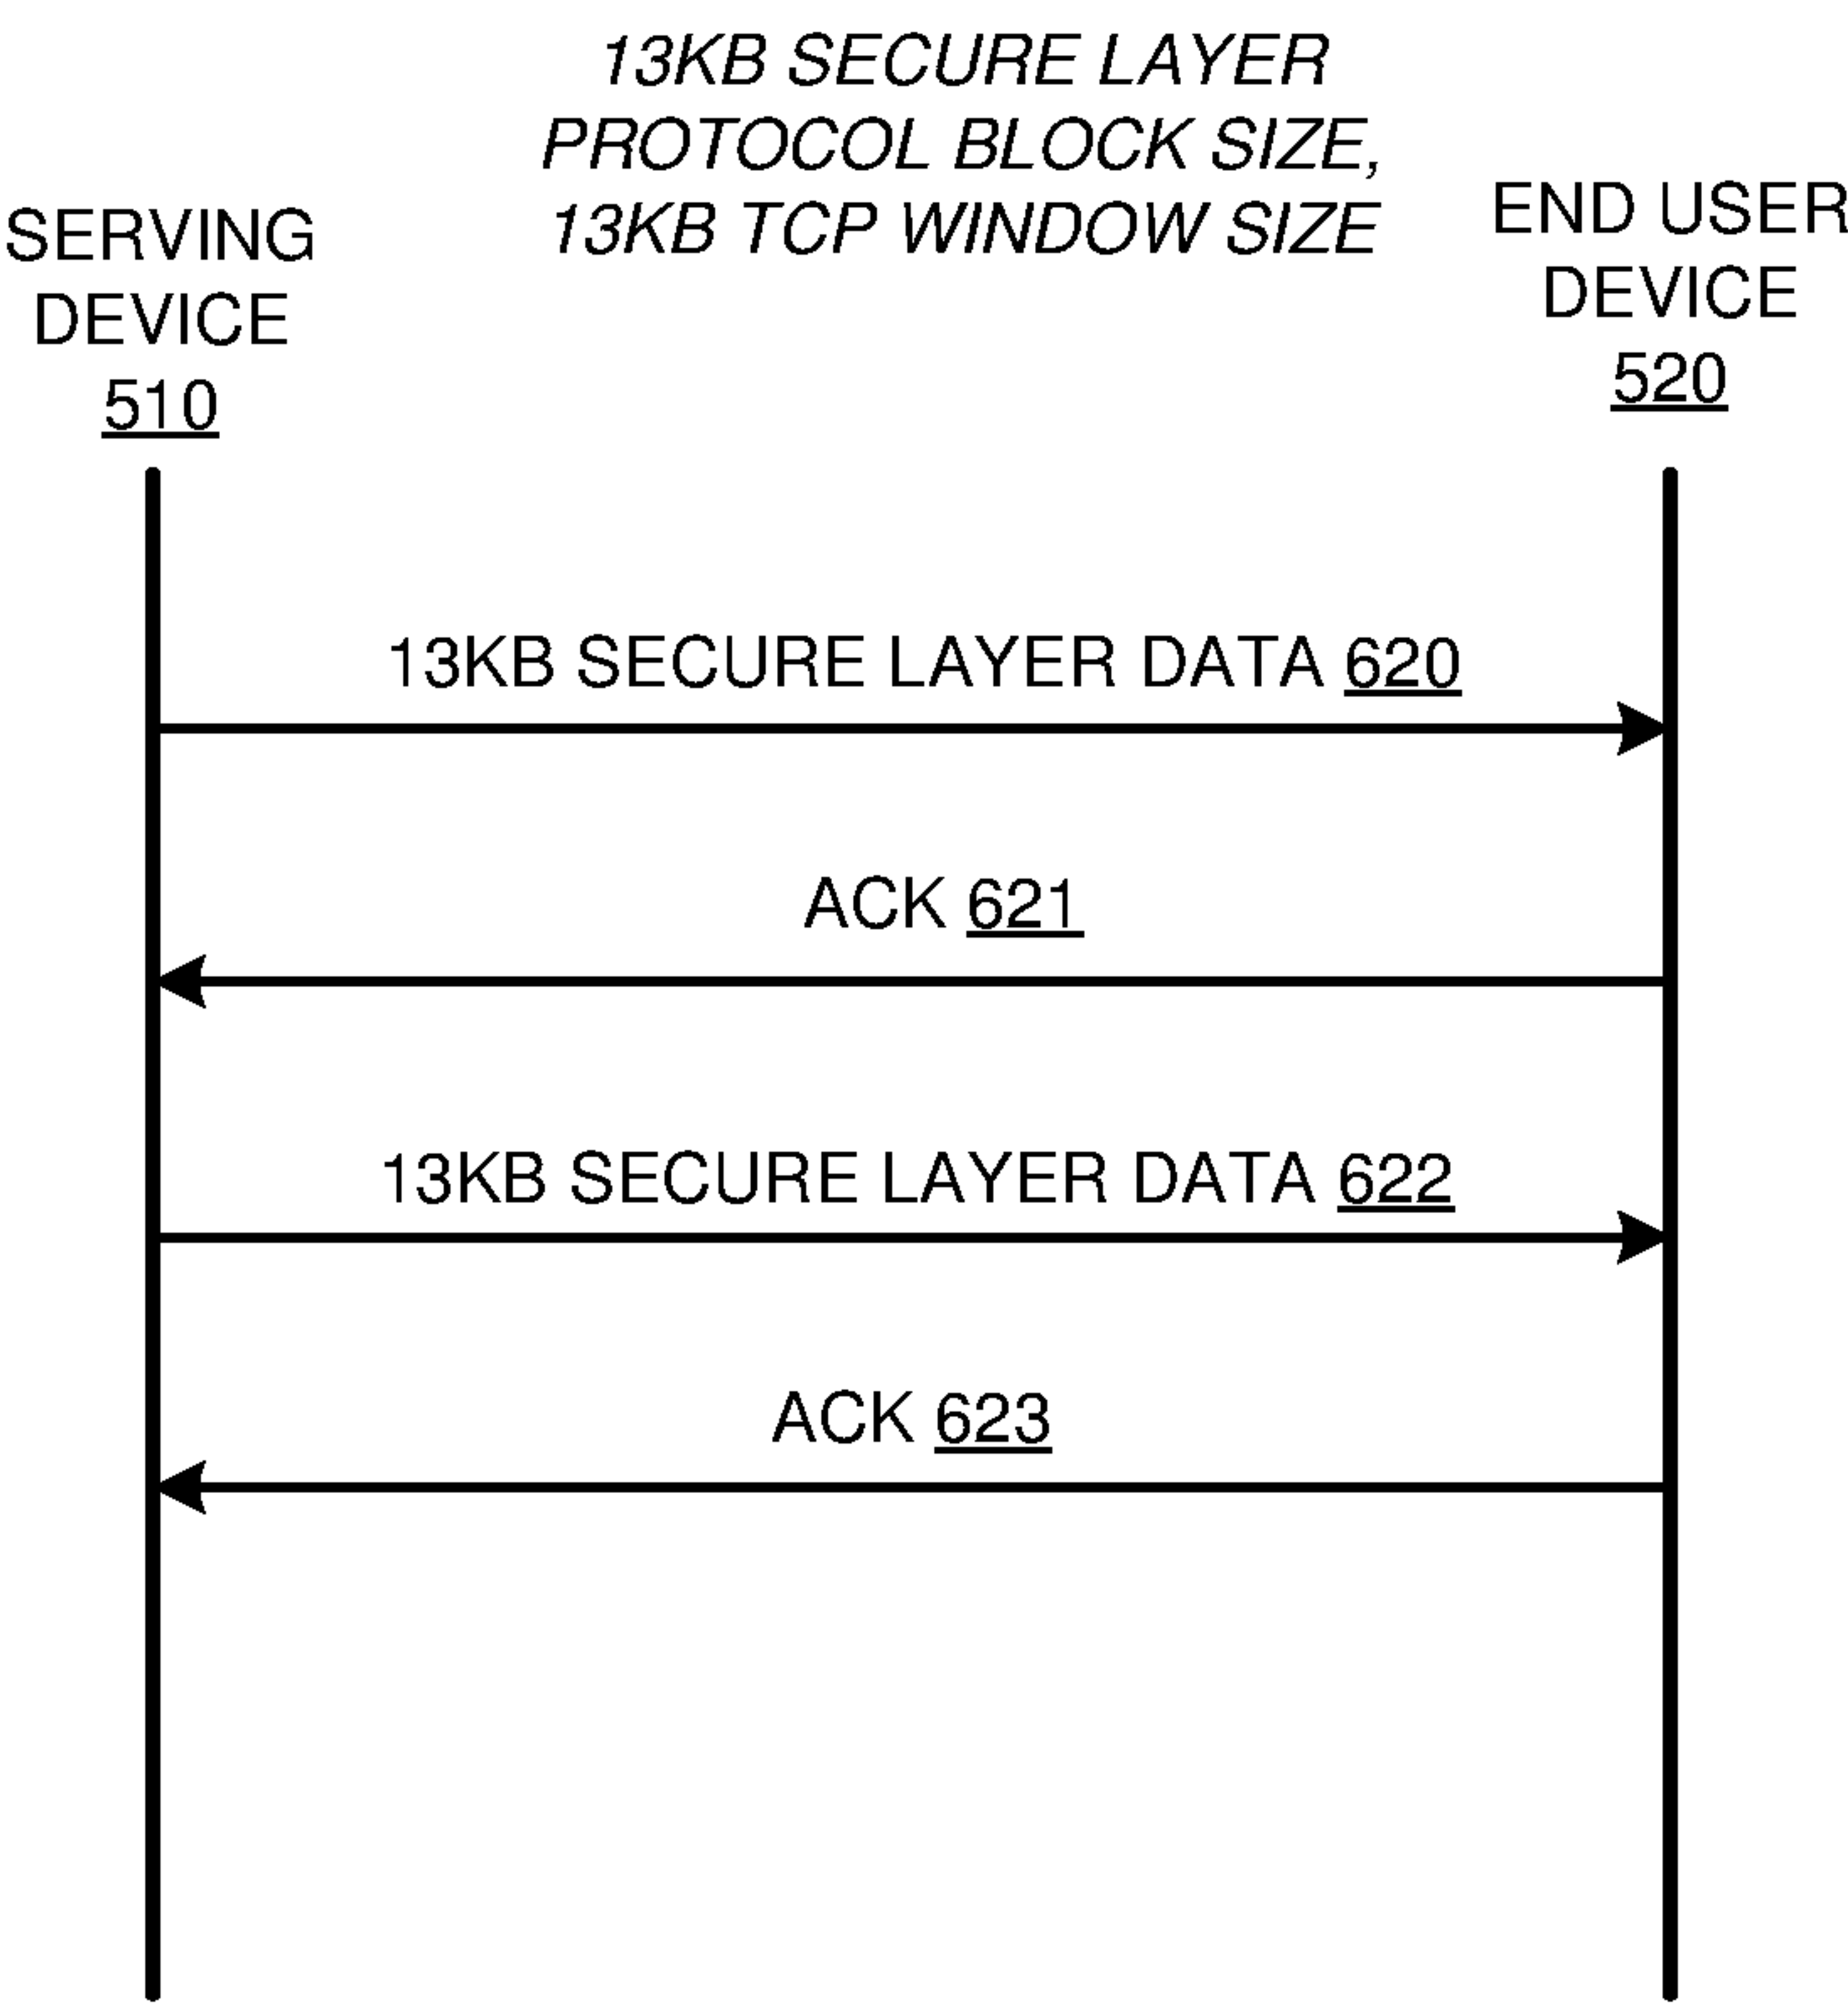 13KB SECURE LAYER
PROTOCOL BLOCK SIZE,
13KB TCP WINDOW SIZE
SERVING
DEVICE
510
END USER
DEVICE
520
13KB SECURE LAYER DATA 620
ACK 621
13KB SECURE LAYER DATA 622
ACK 623